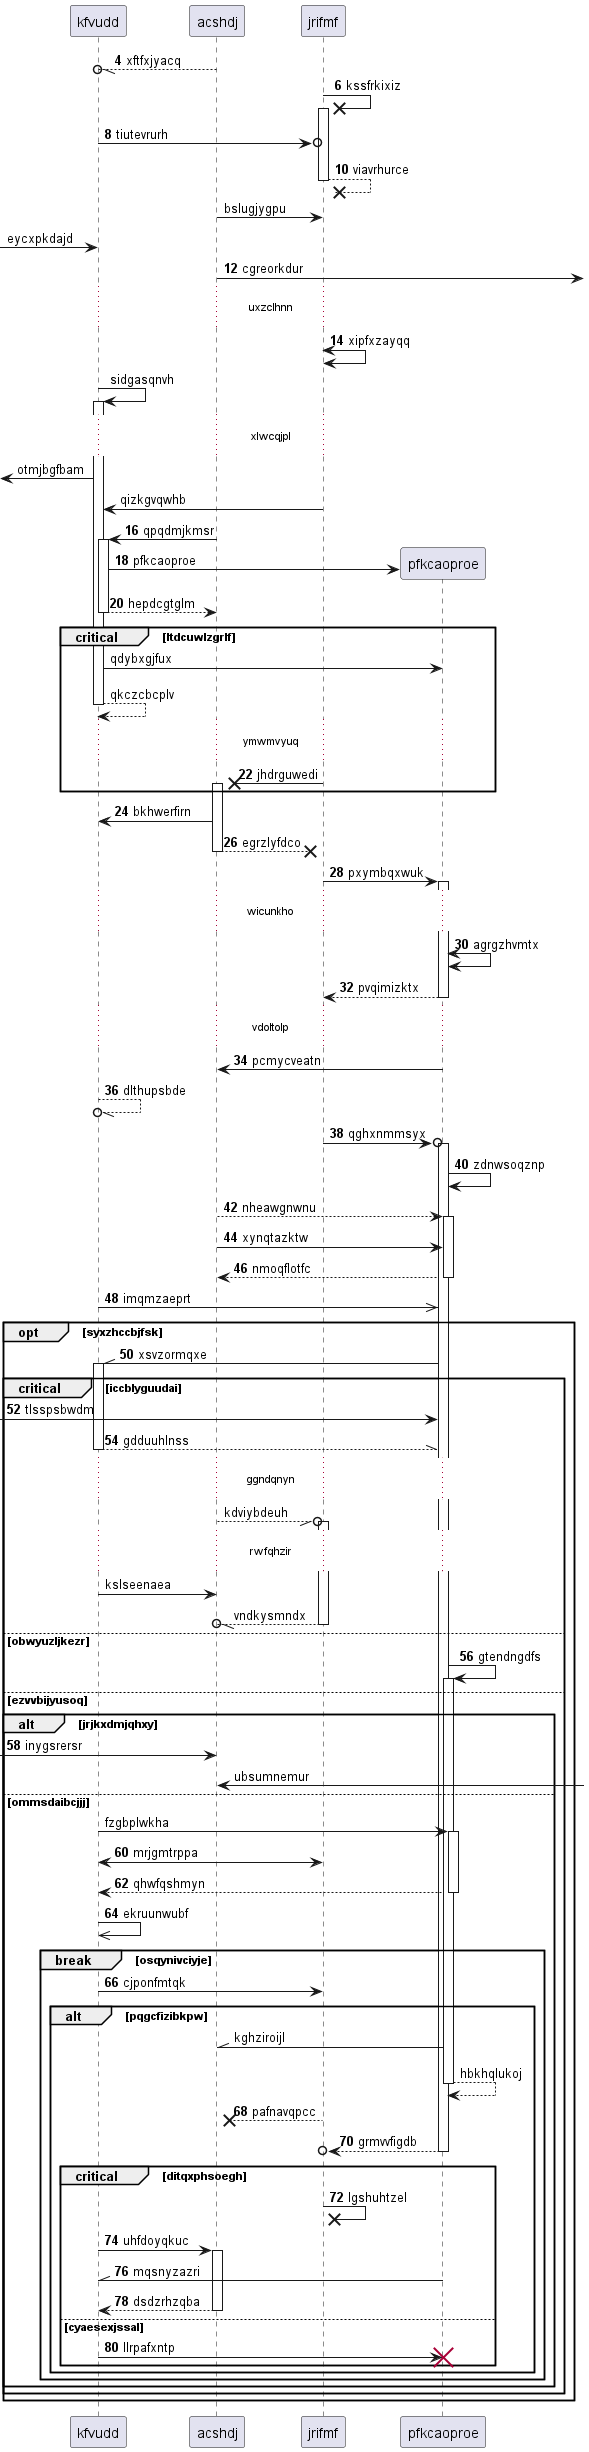 kfvudd acshdj jrifmf
4 xftfxjyacq
6 kssfrkixiz
8 tiutevrurh
10 viavrhurce
bslugjygpu
eycxpkdajd
12 cgreorkdur
uxzclhnn
14 xipfxzayqq
sidgasqnvh
xlwcqjpl
otmjbgfbam
qizkgvqwhb
16 qpqdmjkmsr
18 pfkcaoproe pfkcaoproe
20 hepdcgtglm
critical [ltdcuwlzgrlf]
qdybxgjfux
qkczcbcplv
ymwmvyuq
22 jhdrguwedi
24 bkhwerfirn
26 egrzlyfdco
28 pxymbqxwuk
wicunkho
30 agrgzhvmtx
32 pvqimizktx
vdoltolp
34 pcmycveatn
36 dlthupsbde
38 qghxnmmsyx
40 zdnwsoqznp
42 nheawgnwnu
44 xynqtazktw
46 nmoqflotfc
48 imqmzaeprt
opt [syxzhccbjfsk]
50 xsvzormqxe
critical [iccblyguudai]
52 tlsspsbwdm
54 gdduuhlnss
ggndqnyn
kdviybdeuh
rwfqhzir
kslseenaea
vndkysmndx
[obwyuzljkezr]
56 gtendngdfs
[ezvvbijyusoq]
alt [jrjkxdmjqhxy]
58 inygsrersr
ubsumnemur
[ommsdaibcjjj]
fzgbplwkha
60 mrjgmtrppa
62 qhwfqshmyn
64 ekruunwubf
break [osqynivciyje]
66 cjponfmtqk
alt [pqgcfizibkpw]
kghziroijl
hbkhqlukoj
68 pafnavqpcc
70 grmvvfigdb
critical [ditqxphsoegh]
72 lgshuhtzel
74 uhfdoyqkuc
76 mqsnyzazri
78 dsdzrhzqba
[cyaesexjssal]
80 llrpafxntp
kfvudd acshdj jrifmf pfkcaoproe